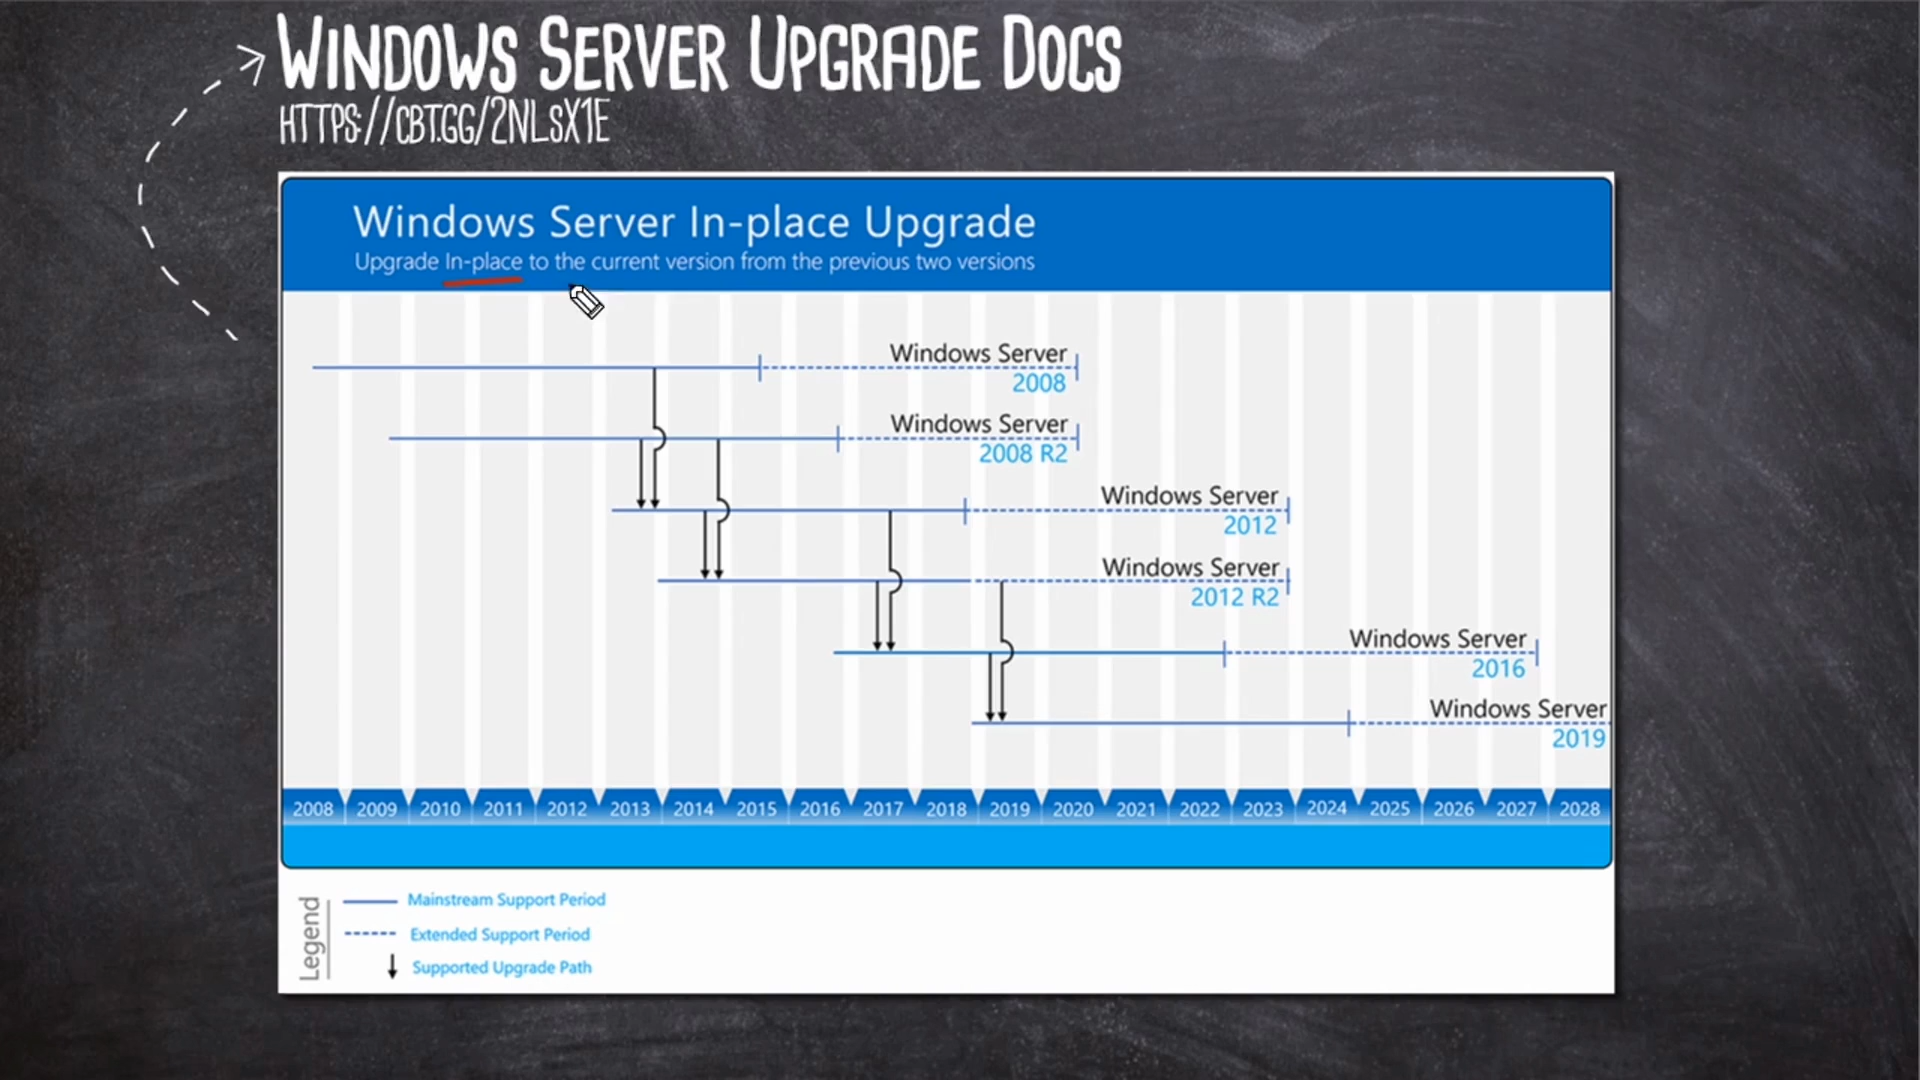 Windows Server Upgrade Docs
HTTPS://CBT.GG/2NLsX1E
Windows Server In-place Upgrade
Upgrade In-place to the current version from the previous two versions
Windows Server
2008
Windows Server
2008 R2
Windows Server
2012
Windows Server
2012 R2
Windows Server
2016
Windows Server
2019
2008 2009 2010 2011 2012 2013 2014 2015 2016 2017 2018 2019 2020 2021 2022 2023 2024 2025 2026 2027 2028
Legend
Mainstream Support Period
Extended Support Period
Supported Upgrade Path